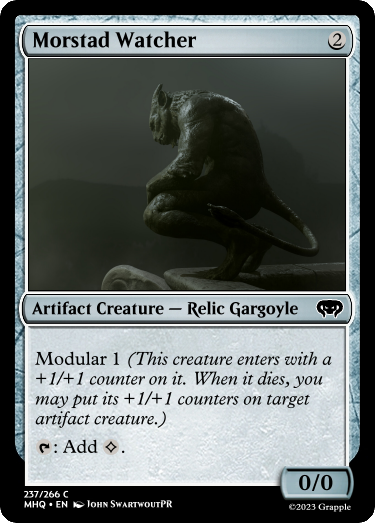 Morstad Watcher 2
Artifact Creature — Relic Gargoyle
Modular 1 (This creature enters with a
+1/+1 counter on it. When it dies, you
may put its +1/+1 counters on target
artifact creature.)
: Add .
0/0
237/266 C
MHQ • EN John SwartwoutPR
©2023 Grapple